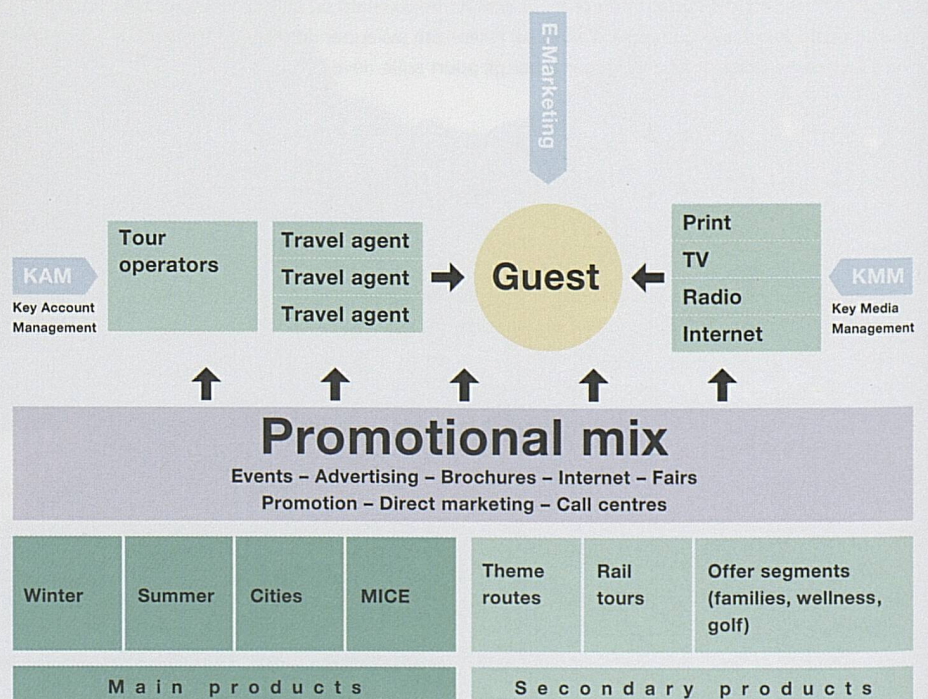 E-Marketing
Tour
operators
Travel agent
Travel agent
Travel agent
Guest
Print
TV
Radio
Internet
KAM
Key Account
Management
KMM
Key Media
Management
Promotional mix
Events – Advertising – Brochures – Internet – Fairs
Promotion – Direct marketing – Call centres
Winter
Summer
Cities
MICE
Theme
routes
Rail
tours
Offer segments
(families, wellness,
golf)
Main products
Secondary products